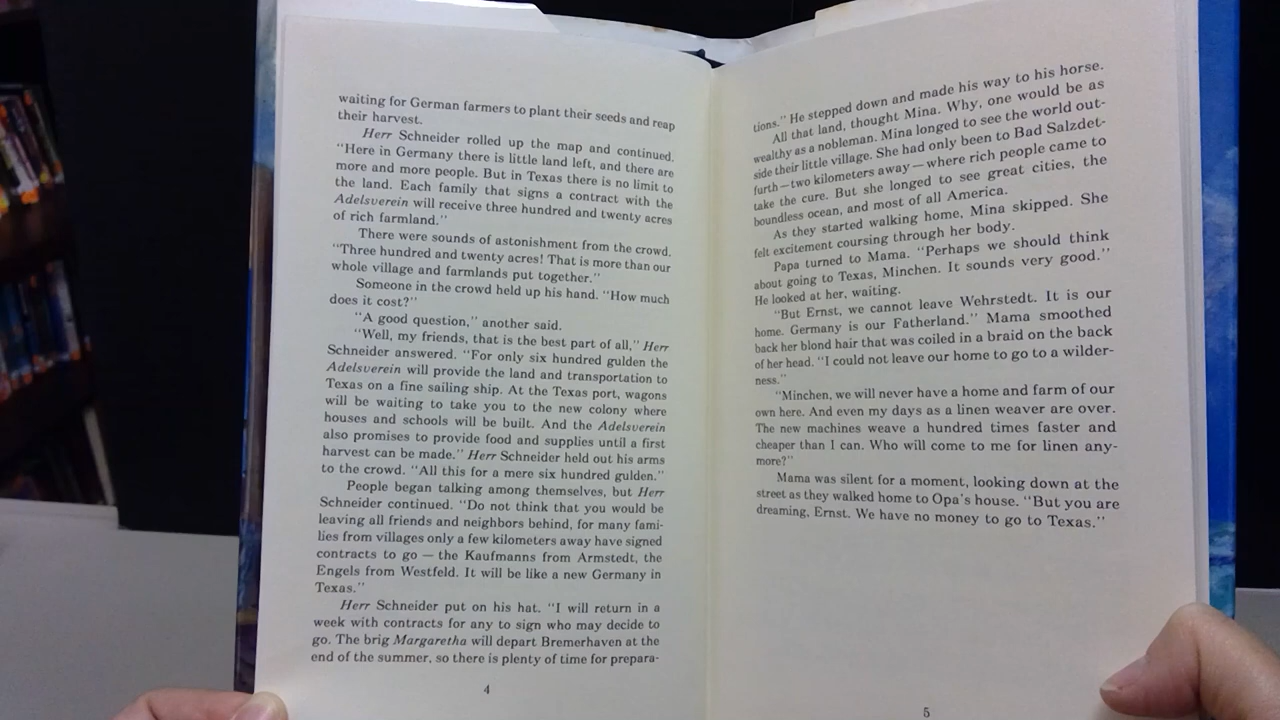 waiting for German farmers to plant their seeds and reap
their harvest.
Herr Schneider rolled up the map and continued.
"Here in Germany there is little land left, and there are
more and more people. But in Texas there is no limit to
the land. Each family that signs a contract with the
Adelsverein will receive three hundred and twenty acres
of rich farmland."
There were sounds of astonishment from the crowd.
"Three hundred and twenty acres! That is more than our
whole village and farmlands put together."
Someone in the crowd held up his hand. "How much
does it cost?"
"A good question," another said.
"Well, my friends, that is the best part of all," Herr
Schneider answered. "For only six hundred gulden the
Adelsverein will provide the land and transportation to
Texas on a fine sailing ship. At the Texas port, wagons
will be waiting to take you to the new colony where
houses and schools will be built. And the Adelsverein
also promises to provide food and supplies until a first
harvest can be made." Herr Schneider held out his arms
to the crowd. "All this for a mere six hundred gulden."
People began talking among themselves, but Herr
Schneider continued. "Do not think that you would be
leaving all friends and neighbors behind, for many fami-
lies from villages only a few kilometers away have signed
contracts to go — the Kaufmanns from Armstedt, the
Engels from Westfeld. It will be like a new Germany in
Texas."
Herr Schneider put on his hat. "I will return in a
week with contracts for any to sign who may decide to
go. The brig Margaretha will depart Bremerhaven at the
end of the summer, so there is plenty of time for prepara-
4
tions." He stepped down and made his way to his horse.
All that land, thought Mina. Why, one would be as
wealthy as a nobleman. Mina longed to see the world out-
side their little village. She had only been to Bad Salzdet-
furth — two kilometers away — where rich people came to
take the cure. But she longed to see great cities, the
boundless ocean, and most of all America.
As they started walking home, Mina skipped. She
felt excitement coursing through her body.
Papa turned to Mama. "Perhaps we should think
about going to Texas, Minchen. It sounds very good."
He looked at her, waiting.
"But Ernst, we cannot leave Wehrstedt. It is our
home. Germany is our Fatherland." Mama smoothed
back her blond hair that was coiled in a braid on the back
of her head. "I could not leave our home to go to a wilder-
ness."
"Minchen, we will never have a home and farm of our
own here. And even my days as a linen weaver are over.
The new machines weave a hundred times faster and
cheaper than I can. Who will come to me for linen any-
more?"
Mama was silent for a moment, looking down at the
street as they walked home to Opa's house. "But you are
dreaming, Ernst. We have no money to go to Texas."
5